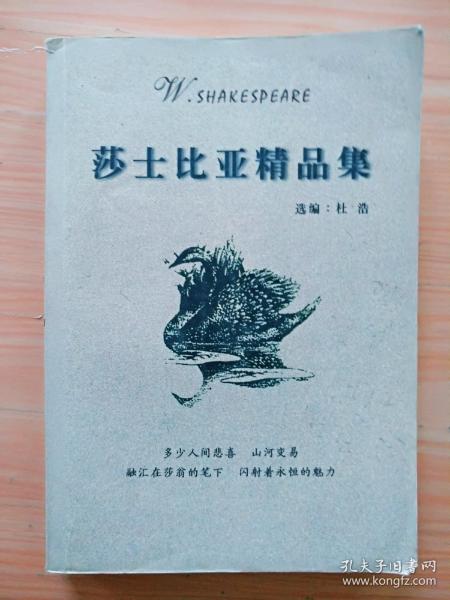 W. SHAKESPEARE
莎士比亚精品集
选编：杜 浩
多少人间悲喜 山河变易
融汇在莎翁的笔下 闪射着永恒的魅力
孔夫子旧书网
www.kongfz.com